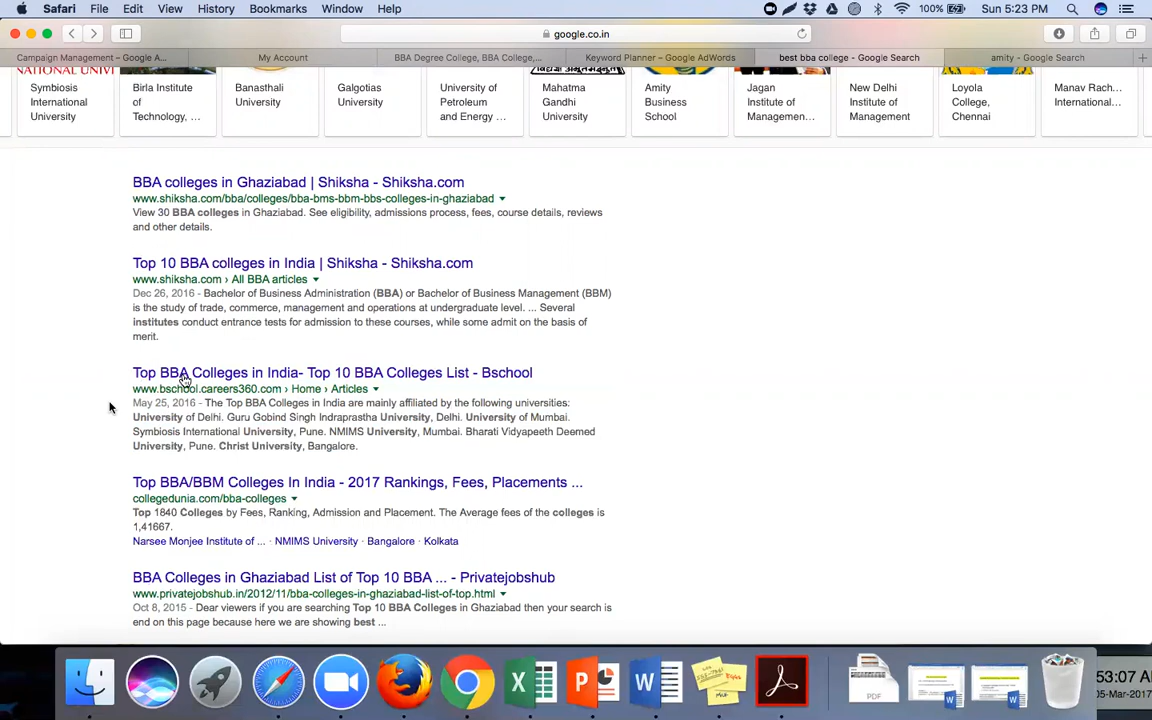 Safari File Edit View History Bookmarks Window Help 100% Sun 5:23 PM
google.co.in
Campaign Management – Google A... My Account BBA Degree College, BBA College,... Keyword Planner – Google AdWords best bba college - Google Search amity - Google Search
NATIONAL UNIV
Symbiosis International University
Birla Institute of Technology, ...
Banasthali University
Galgotias University
University of Petroleum and Energy ...
Mahatma Gandhi University
Amity Business School
Jagan Institute of Managemen...
New Delhi Institute of Management
Loyola College, Chennai
Manav Rach... International...
BBA colleges in Ghaziabad | Shiksha - Shiksha.com
www.shiksha.com/bba/colleges/bba-bms-bbm-bbs-colleges-in-ghaziabad
View 30 BBA colleges in Ghaziabad. See eligibility, admissions process, fees, course details, reviews
and other details.
Top 10 BBA colleges in India | Shiksha - Shiksha.com
www.shiksha.com › All BBA articles
Dec 26, 2016 - Bachelor of Business Administration (BBA) or Bachelor of Business Management (BBM)
is the study of trade, commerce, management and operations at undergraduate level. ... Several
institutes conduct entrance tests for admission to these courses, while some admit on the basis of
merit.
Top BBA Colleges in India- Top 10 BBA Colleges List - Bschool
www.bschool.careers360.com › Home › Articles
May 25, 2016 - The Top BBA Colleges in India are mainly affiliated by the following universities:
University of Delhi. Guru Gobind Singh Indraprastha University, Delhi. University of Mumbai.
Symbiosis International University, Pune. NMIMS University, Mumbai. Bharati Vidyapeeth Deemed
University, Pune. Christ University, Bangalore.
Top BBA/BBM Colleges In India - 2017 Rankings, Fees, Placements ...
collegedunia.com/bba-colleges
Top 1840 Colleges by Fees, Ranking, Admission and Placement. The Average fees of the colleges is
1,41667.
Narsee Monjee Institute of ... · NMIMS University · Bangalore · Kolkata
BBA Colleges in Ghaziabad List of Top 10 BBA ... - Privatejobshub
www.privatejobshub.in/2012/11/bba-colleges-in-ghaziabad-list-of-top.html
Oct 8, 2015 - Dear viewers if you are searching Top 10 BBA Colleges in Ghaziabad then your search is
end on this page because here we are showing best ...
PDF
53:07 A
05-Mar-2017